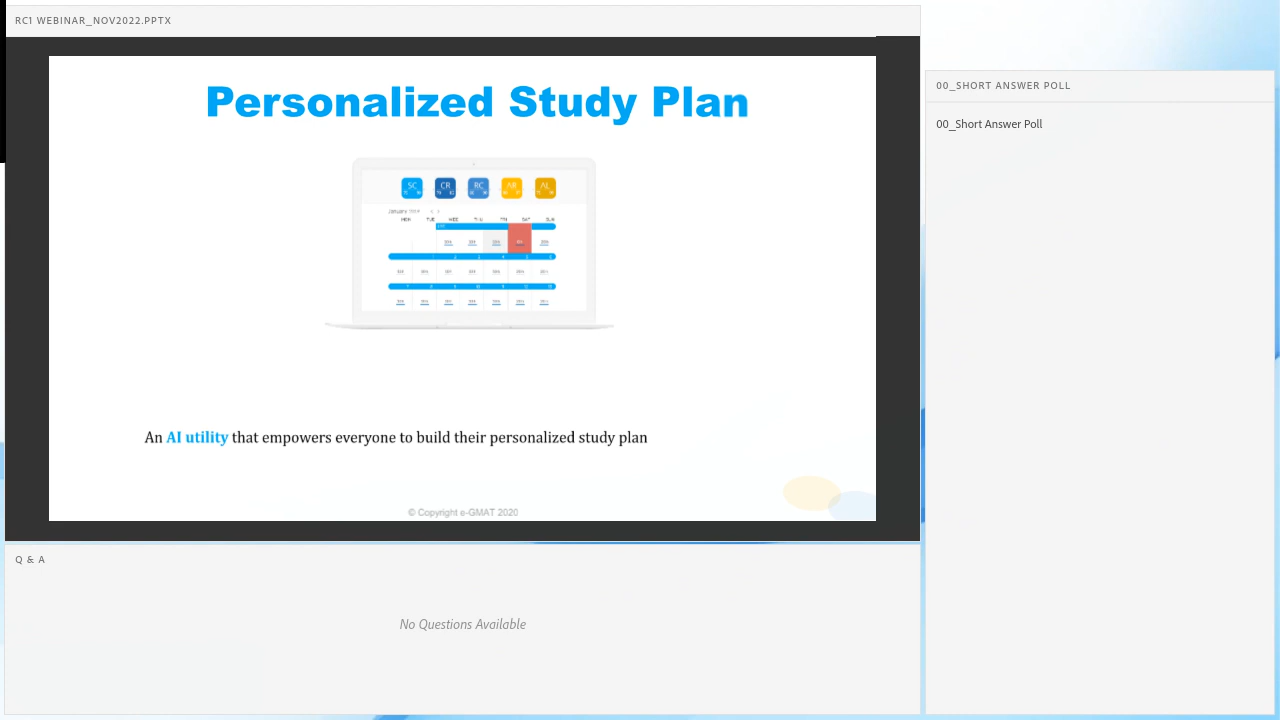 RC1 WEBINAR_NOV2022.PPTX
Personalized Study Plan
SC CR RC AR AL
MON TUE WED THU FRI SAT SUN
An AI utility that empowers everyone to build their personalized study plan
© Copyright e-GMAT 2020
Q & A
No Questions Available
00_SHORT ANSWER POLL
00_Short Answer Poll